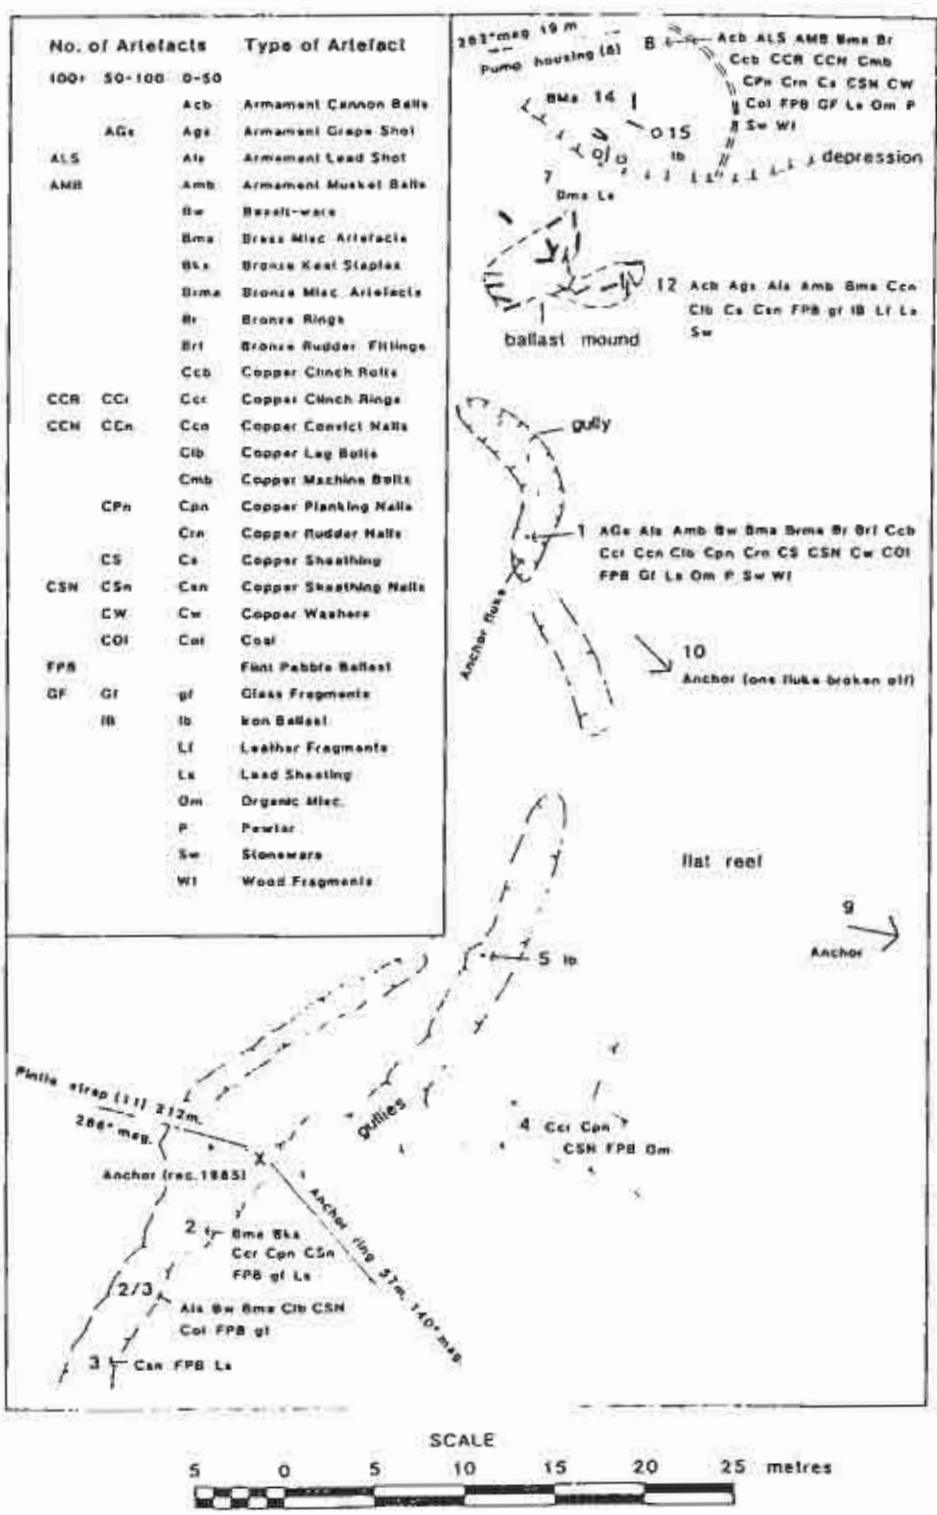 No. of Artefacts Type of Artefact
100+ 50-100 0-50
Acb Armament Cannon Balls
AGs Ags Armament Grape Shot
ALS Als Armament Lead Shot
AMB Amb Armament Musket Balls
Bw Basalt-ware
Bma Brass Misc Artefacts
Bks Bronze Keel Staples
Brma Bronze Misc Artefacts
Br Bronze Rings
Brf Bronze Rudder Fittings
Ccb Copper Clinch Bolts
CCR CCr Ccr Copper Clinch Rings
CCN CCn Ccn Copper Convict Nails
Clb Copper Lag Bolts
Cmb Copper Machine Bolts
CPn Cpn Copper Planking Nails
Crn Copper Rudder Nails
CS Cs Copper Sheathing
CSN CSn Csn Copper Sheathing Nails
CW Cw Copper Washers
COl Col Coal
FPB Flint Pebble Ballast
GF Gf gf Glass Fragments
IB Ib Iron Ballast
Lf Leather Fragments
Ls Lead Sheeting
Om Organic Misc.
P Pewter
Sw Stoneware
Wf Wood Fragments
282° mag 19 m
Pump housing (6)
8 Acb ALS AMB Bma Br
Ccb CCR CCN Cmb
CPn Crn Cs CSN CW
Col FPB GF Ls Om P
Sw Wf
BMa 14
15
Ib
depression
7
Bma Ls
12 Acb Ags Als Amb Bma Ccn
Clb Cs Csn FPB gf IB Lf Ls
Sw
ballast mound
gully
1 AGs Als Amb Bw Bma Brma Br Brf Ccb
Ccr Ccn Clb Cpn Crn CS CSN Cw COl
FPB Gf Ls Om P Sw Wf
Anchor fluke
10
Anchor (one fluke broken off)
flat reef
9
Anchor
5 Ib
Pintle strap (11) 212m.
286° mag.
gullies
4 Ccr Cpn
CSN FPB Om
Anchor (rec. 1985)
Anchor ring 57m, 140° mag.
2 Bma Bks
Ccr Cpn CSn
FPB gf Ls
2/3
Als Bw Bma Clb CSN
Col FPB gf
3 Csn FPB Ls
SCALE
5 0 5 10 15 20 25 metres